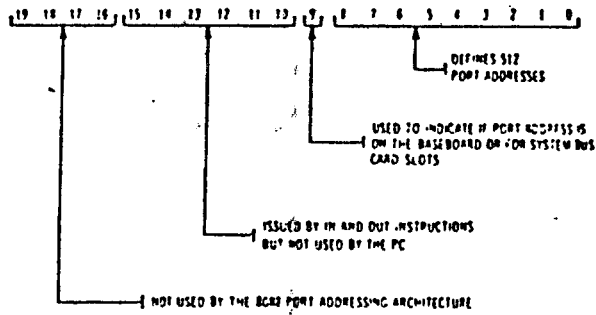 19 18 17 16 15 14 13 12 11 10 9 8 7 6 5 4 3 2 1 0
DEFINES 512
PORT ADDRESSES
USED TO INDICATE IF PORT ADDRESS IS
ON THE BASEBOARD OR FOR SYSTEM BUS
CARD SLOTS
ISSUED BY IN AND OUT INSTRUCTIONS
BUT NOT USED BY THE PC
NOT USED BY THE 8088 PORT ADDRESSING ARCHITECTURE